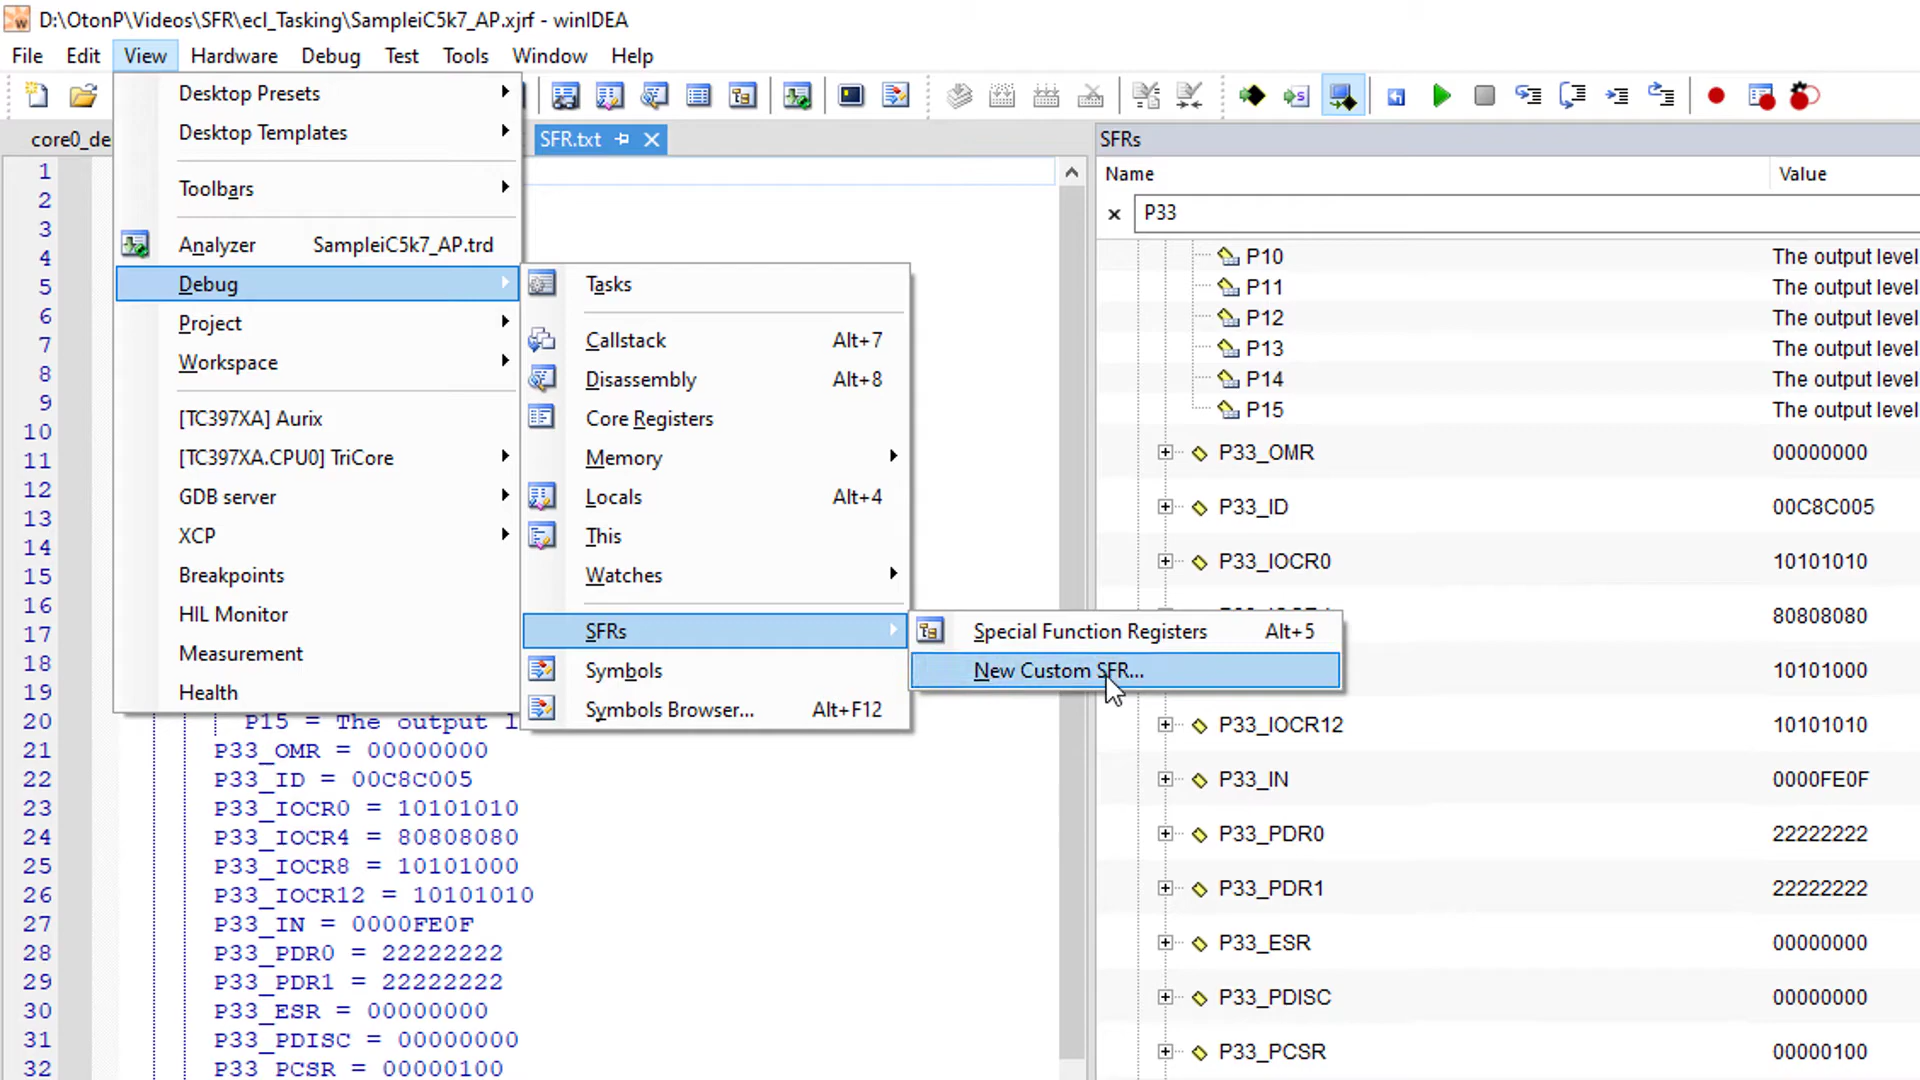 D:\OtonP\Videos\SFR\ecl_Tasking\SampleiC5k7_AP.xjrf - winIDEA
File Edit View Hardware Debug Test Tools Window Help
core0_de
SFR.txt
Desktop Presets
Desktop Templates
Toolbars
Analyzer SampleiC5k7_AP.trd
Debug
Project
Workspace
[TC397XA] Aurix
[TC397XA.CPU0] TriCore
GDB server
XCP
Breakpoints
HIL Monitor
Measurement
Health
Tasks
Callstack Alt+7
Disassembly Alt+8
Core Registers
Memory
Locals Alt+4
This
Watches
SFRs
Symbols
Symbols Browser... Alt+F12
Special Function Registers Alt+5
New Custom SFR...
1
2
3
4
5
6
7
8
9
10
11
12
13
14
15
16
17
18
19
20 P15 = The output l
21 P33_OMR = 00000000
22 P33_ID = 00C8C005
23 P33_IOCR0 = 10101010
24 P33_IOCR4 = 80808080
25 P33_IOCR8 = 10101000
26 P33_IOCR12 = 10101010
27 P33_IN = 0000FE0F
28 P33_PDR0 = 22222222
29 P33_PDR1 = 22222222
30 P33_ESR = 00000000
31 P33_PDISC = 00000000
32 P33_PCSR = 00000100
SFRs
Name Value
P33
P10 The output level
P11 The output level
P12 The output level
P13 The output level
P14 The output level
P15 The output level
P33_OMR 00000000
P33_ID 00C8C005
P33_IOCR0 10101010
80808080
10101000
P33_IOCR12 10101010
P33_IN 0000FE0F
P33_PDR0 22222222
P33_PDR1 22222222
P33_ESR 00000000
P33_PDISC 00000000
P33_PCSR 00000100